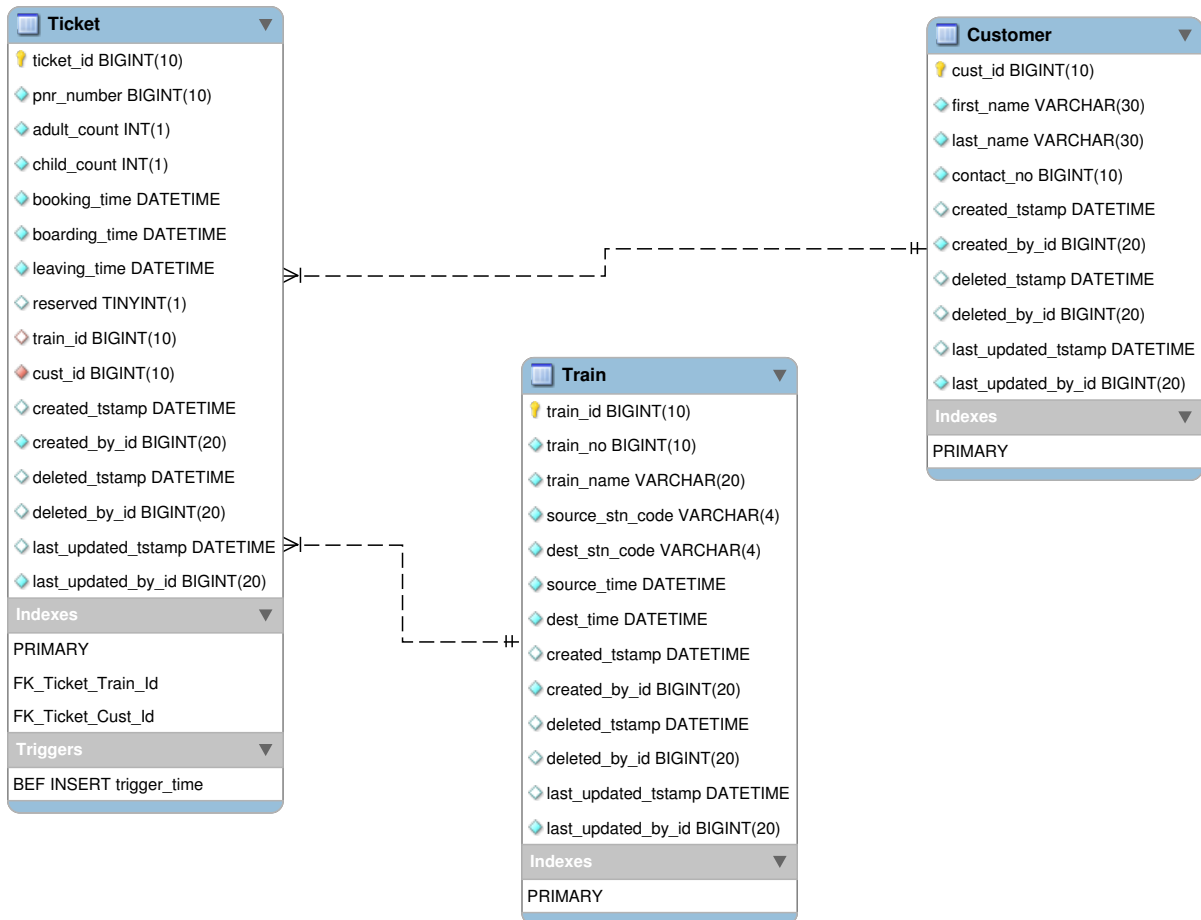 Ticket
ticket_id BIGINT(10)
pnr_number BIGINT(10)
adult_count INT(1)
child_count INT(1)
booking_time DATETIME
boarding_time DATETIME
leaving_time DATETIME
reserved TINYINT(1)
train_id BIGINT(10)
cust_id BIGINT(10)
created_tstamp DATETIME
created_by_id BIGINT(20)
deleted_tstamp DATETIME
deleted_by_id BIGINT(20)
last_updated_tstamp DATETIME
last_updated_by_id BIGINT(20)
Indexes
PRIMARY
FK_Ticket_Train_Id
FK_Ticket_Cust_Id
Triggers
BEF INSERT trigger_time
Customer
cust_id BIGINT(10)
first_name VARCHAR(30)
last_name VARCHAR(30)
contact_no BIGINT(10)
created_tstamp DATETIME
created_by_id BIGINT(20)
deleted_tstamp DATETIME
deleted_by_id BIGINT(20)
last_updated_tstamp DATETIME
last_updated_by_id BIGINT(20)
Indexes
PRIMARY
Train
train_id BIGINT(10)
train_no BIGINT(10)
train_name VARCHAR(20)
source_stn_code VARCHAR(4)
dest_stn_code VARCHAR(4)
source_time DATETIME
dest_time DATETIME
created_tstamp DATETIME
created_by_id BIGINT(20)
deleted_tstamp DATETIME
deleted_by_id BIGINT(20)
last_updated_tstamp DATETIME
last_updated_by_id BIGINT(20)
Indexes
PRIMARY